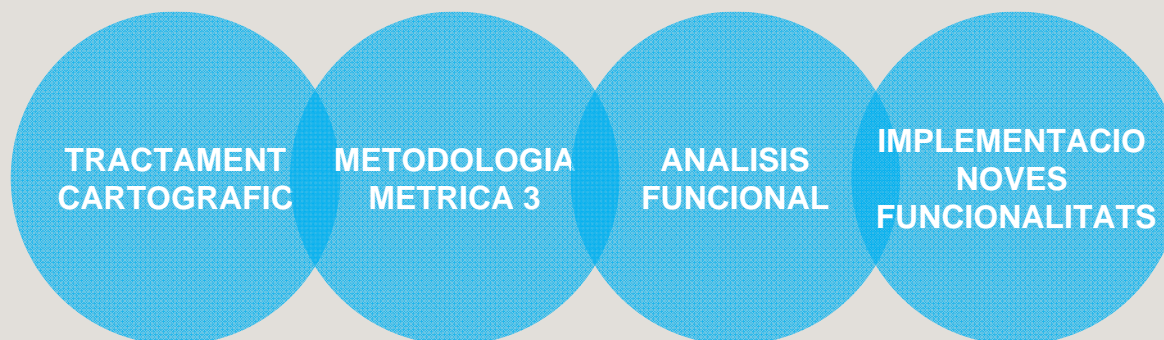 TRACTAMENT
CARTOGRAFIC
METODOLOGIA
METRICA 3
ANALISIS
FUNCIONAL
IMPLEMENTACIO
NOVES
FUNCIONALITATS